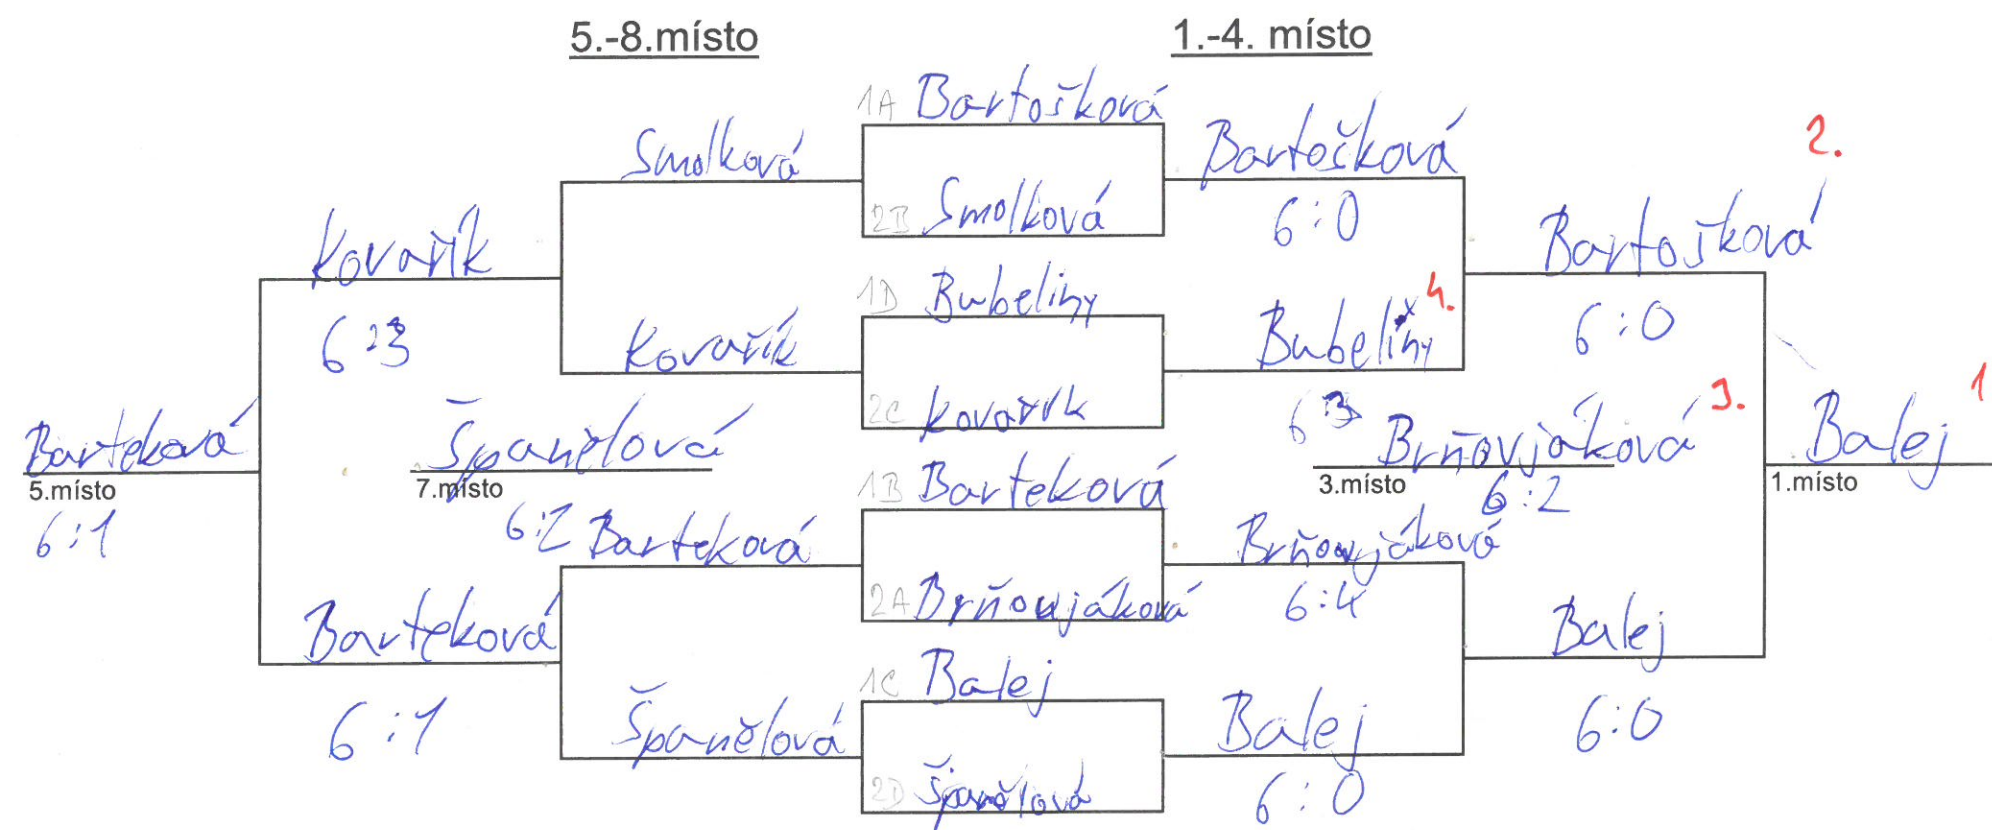 5.-8.místo 1.-4. místo
1A Bartošková
Smolková Bartošková 2.
2B Smolková
6:0
Kovařík Bartošková
1D Bubeliny
6:3 6:0
Kovařík Bubeliny 4.
2C Kovařík 6 3
Španělová Brňovjáková 3. Balej 1
Barteková
5.místo 7.místo 3.místo 1.místo
1B Barteková
6:1 6:2 6:2
Barteková Brňovjáková
2A Brňovjáková 6:4
Barteková Balej
1C Balej
6:1 6:0
Španělová Balej
2D Španělová 6:0